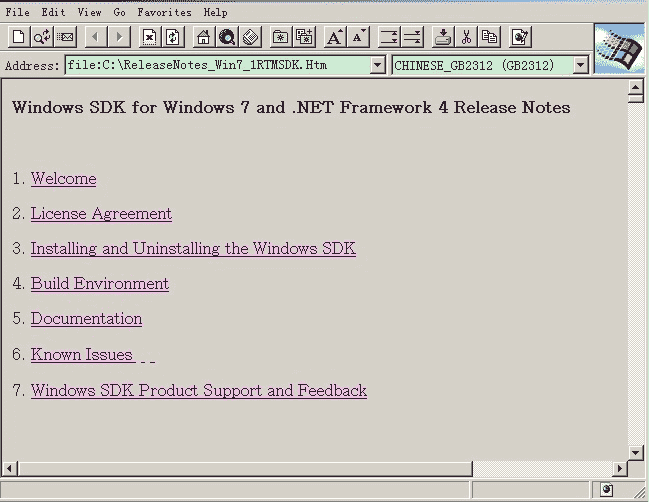 File Edit View Go Favorites Help
A A
Address: file:C:\ReleaseNotes_Win7_1RTMSDK.Htm CHINESE_GB2312 (GB2312)
Windows SDK for Windows 7 and .NET Framework 4 Release Notes
1. Welcome
2. License Agreement
3. Installing and Uninstalling the Windows SDK
4. Build Environment
5. Documentation
6. Known Issues
7. Windows SDK Product Support and Feedback